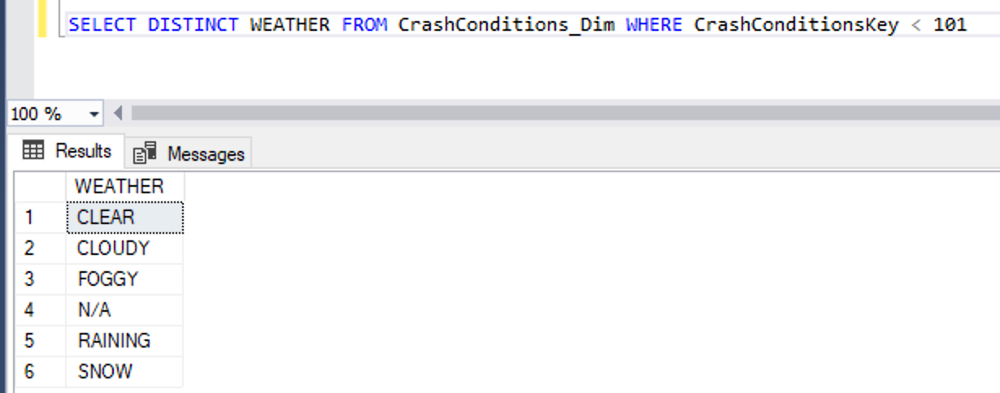 SELECT DISTINCT WEATHER FROM CrashConditions_Dim WHERE CrashConditionsKey < 101
100 %
Results Messages
WEATHER
1 CLEAR
2 CLOUDY
3 FOGGY
4 N/A
5 RAINING
6 SNOW